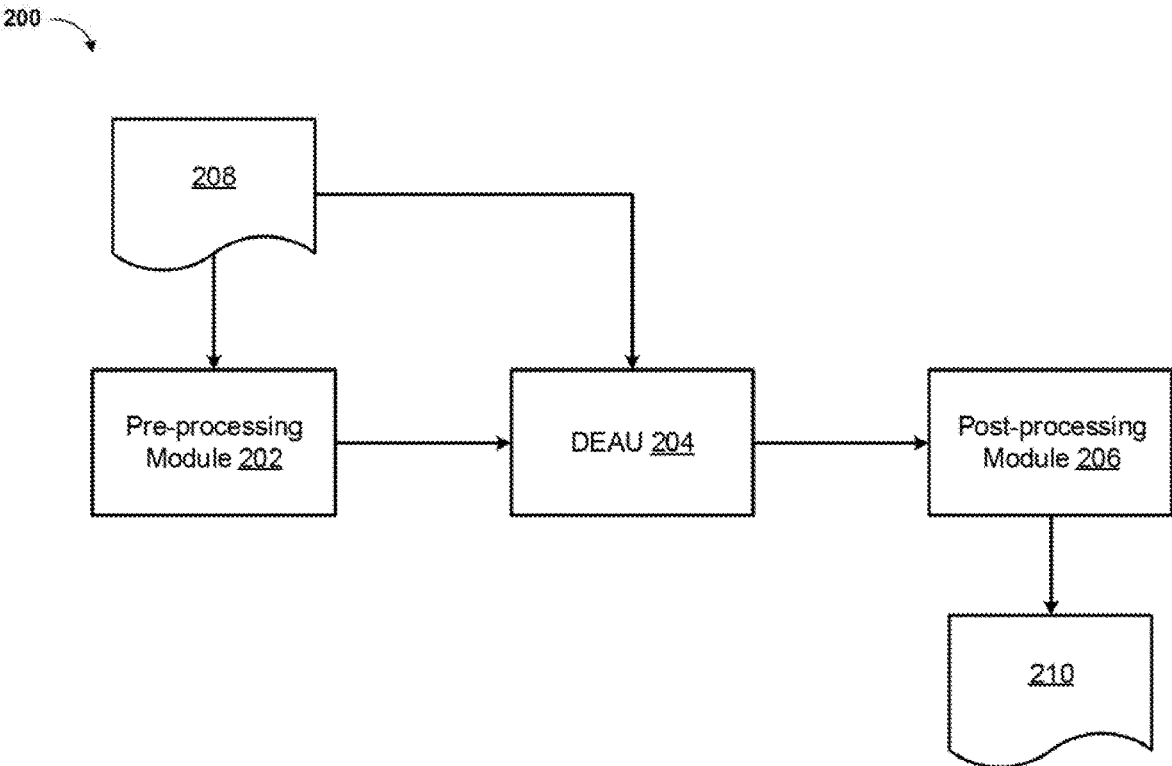 200
208
Pre-processing
Module 202
DEAU 204
Post-processing
Module 206
210